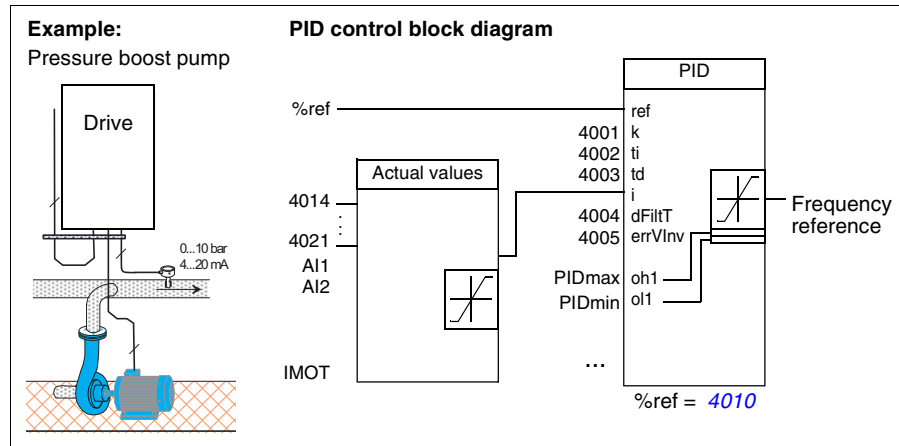 Example:
Pressure boost pump
Drive
0...10 bar
4...20 mA
PID control block diagram
PID
%ref
ref
4001
k
4002
ti
4003
td
i
4004
dFiltT
4005
errVInv
PIDmax
oh1
PIDmin
ol1
Actual values
4014
4021
AI1
AI2
IMOT
...
Frequency
reference
%ref = 4010